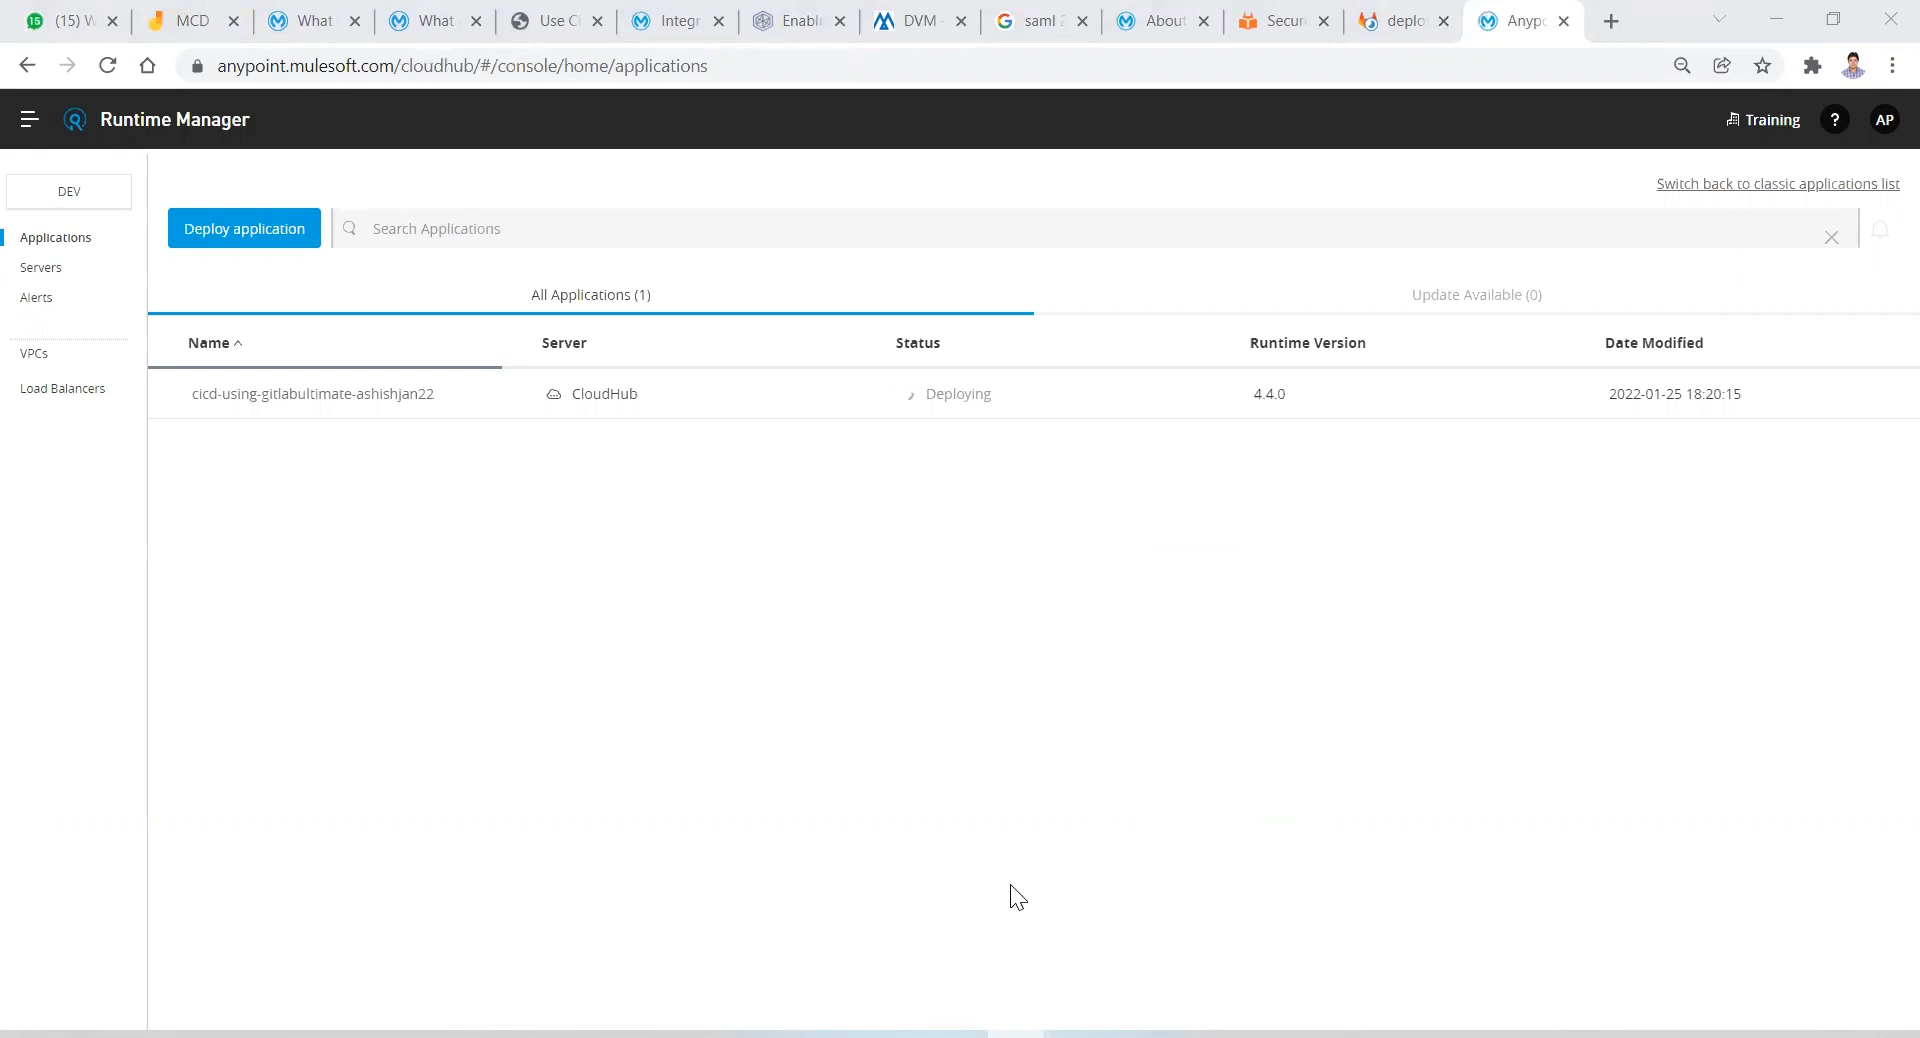 15 (15) W MCD What What Use C Integr Enabl DVM - saml 2 About Secur deplo Anypo
anypoint.mulesoft.com/cloudhub/#/console/home/applications
Runtime Manager Training ? AP
DEV
Switch back to classic applications list
Deploy application Search Applications
Applications
Servers
Alerts
VPCs
Load Balancers
All Applications (1) Update Available (0)
Name Server Status Runtime Version Date Modified
cicd-using-gitlabultimate-ashishjan22 CloudHub Deploying 4.4.0 2022-01-25 18:20:15